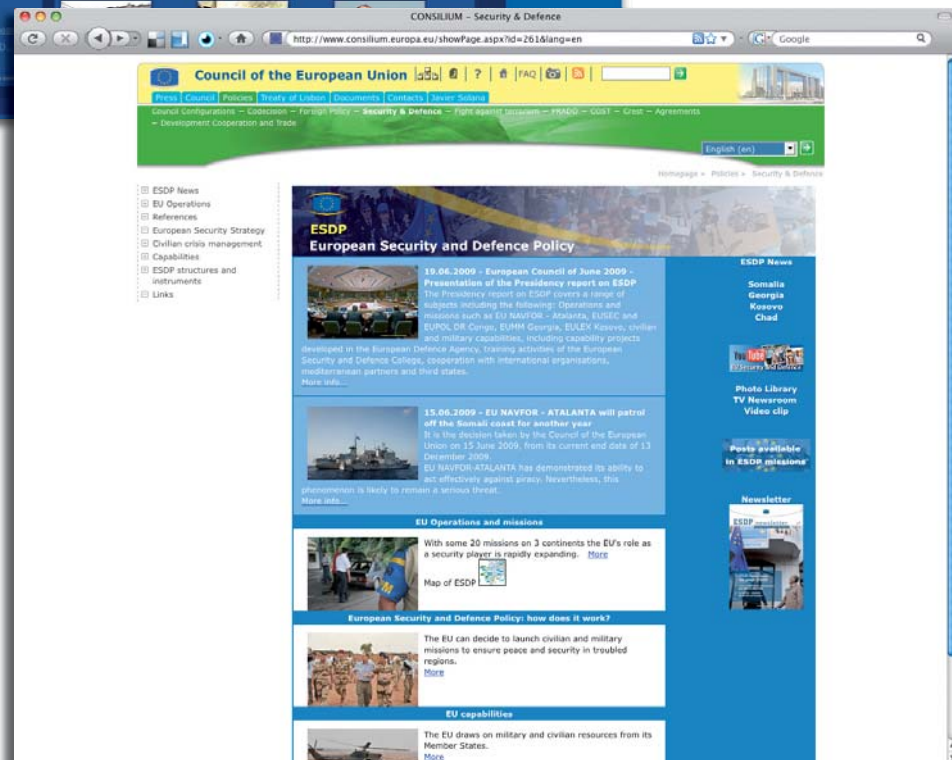 CONSILIUM – Security & Defence
http://www.consilium.europa.eu/showPage.aspx?id=261&lang=en
Google
Council of the European Union
? FAQ
Press Council Policies Treaty of Lisbon Documents Contacts Javier Solana
Council Configurations – Codecision – Foreign Policy – Security & Defence – Fight against terrorism – PRADO – COST – Crest – Agreements
– Development Cooperation and Trade
English (en)
Homepage » Policies » Security & Defence
ESDP News
EU Operations
References
European Security Strategy
Civilian crisis management
Capabilities
ESDP structures and
instruments
Links
ESDP
European Security and Defence Policy
19.06.2009 - European Council of June 2009 -
Presentation of the Presidency report on ESDP
The Presidency report on ESDP covers a range of
subjects including the following: Operations and
missions such as EU NAVFOR - Atalanta, EUSEC and
EUPOL DR Congo, EUMM Georgia, EULEX Kosovo, civilian
and military capabilities, including capability projects
developed in the European Defence Agency, training activities of the European
Security and Defence College, cooperation with international organisations,
mediterranean partners and third states.
More info...
15.06.2009 - EU NAVFOR - ATALANTA will patrol
off the Somali coast for another year
It is the decision taken by the Council of the European
Union on 15 June 2009, from its current end date of 13
December 2009.
EU NAVFOR-ATALANTA has demonstrated its ability to
act effectively against piracy. Nevertheless, this
phenomenon is likely to remain a serious threat.
More info...
EU Operations and missions
With some 20 missions on 3 continents the EU's role as
a security player is rapidly expanding. More
Map of ESDP
European Security and Defence Policy: how does it work?
The EU can decide to launch civilian and military
missions to ensure peace and security in troubled
regions.
More
EU capabilities
The EU draws on military and civilian resources from its
Member States.
More
ESDP News
Somalia
Georgia
Kosovo
Chad
You Tube
EU Security and Defence
Photo Library
TV Newsroom
Video clip
Posts available
in ESDP missions
Newsletter
ESDP newsletter